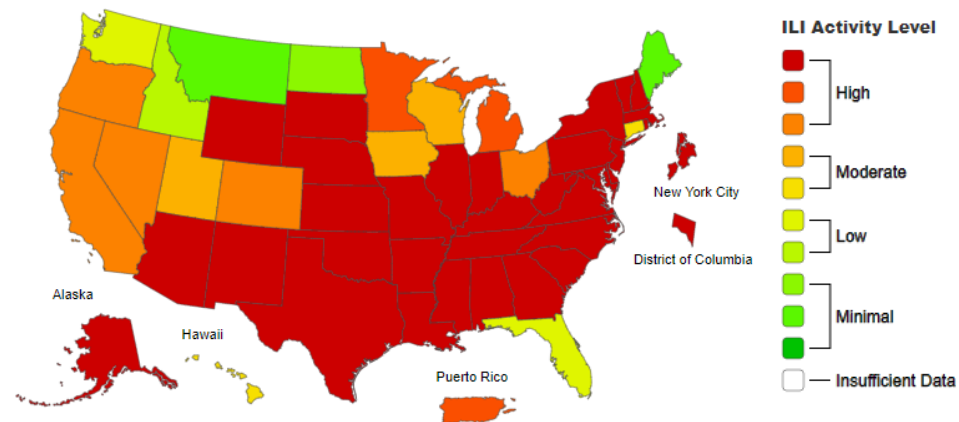 ILI Activity Level
High
Moderate
New York City
Low
District of Columbia
Alaska
Minimal
Hawaii
Puerto Rico
Insufficient Data